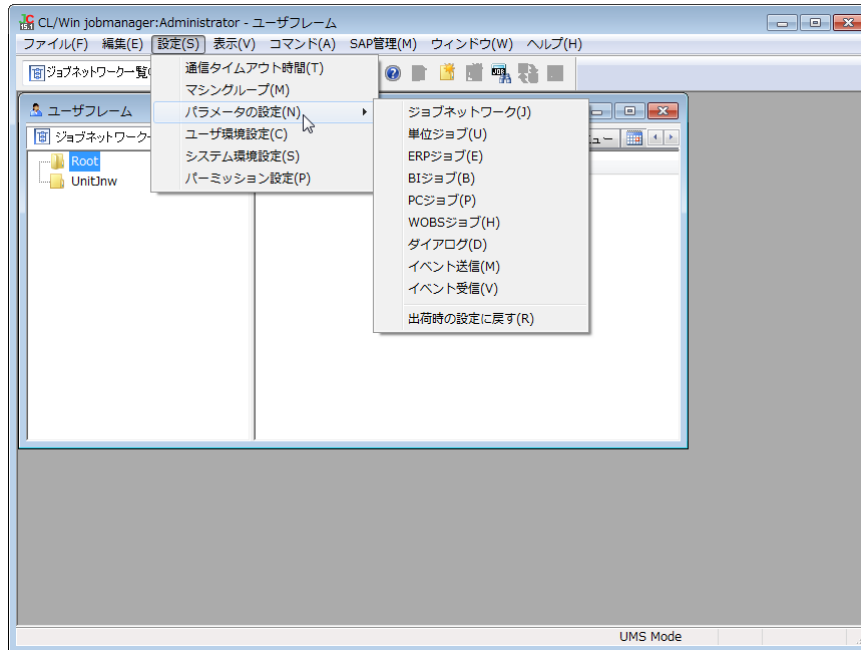 CL/Win jobmanager:Administrator - ユーザフレーム
ファイル(F) 編集(E) 設定(S) 表示(V) コマンド(A) SAP管理(M) ウィンドウ(W) ヘルプ(H)
ジョブネットワーク一覧
通信タイムアウト時間(T)
マシングループ(M)
パラメータの設定(N)
ユーザ環境設定(C)
システム環境設定(S)
パーミッション設定(P)
ジョブネットワーク(J)
単位ジョブ(U)
ERPジョブ(E)
BIジョブ(B)
PCジョブ(P)
WOBSジョブ(H)
ダイアログ(D)
イベント送信(M)
イベント受信(V)
出荷時の設定に戻す(R)
ユーザフレーム
ジョブネットワーク
ュー
Root
UnitJnw
UMS Mode